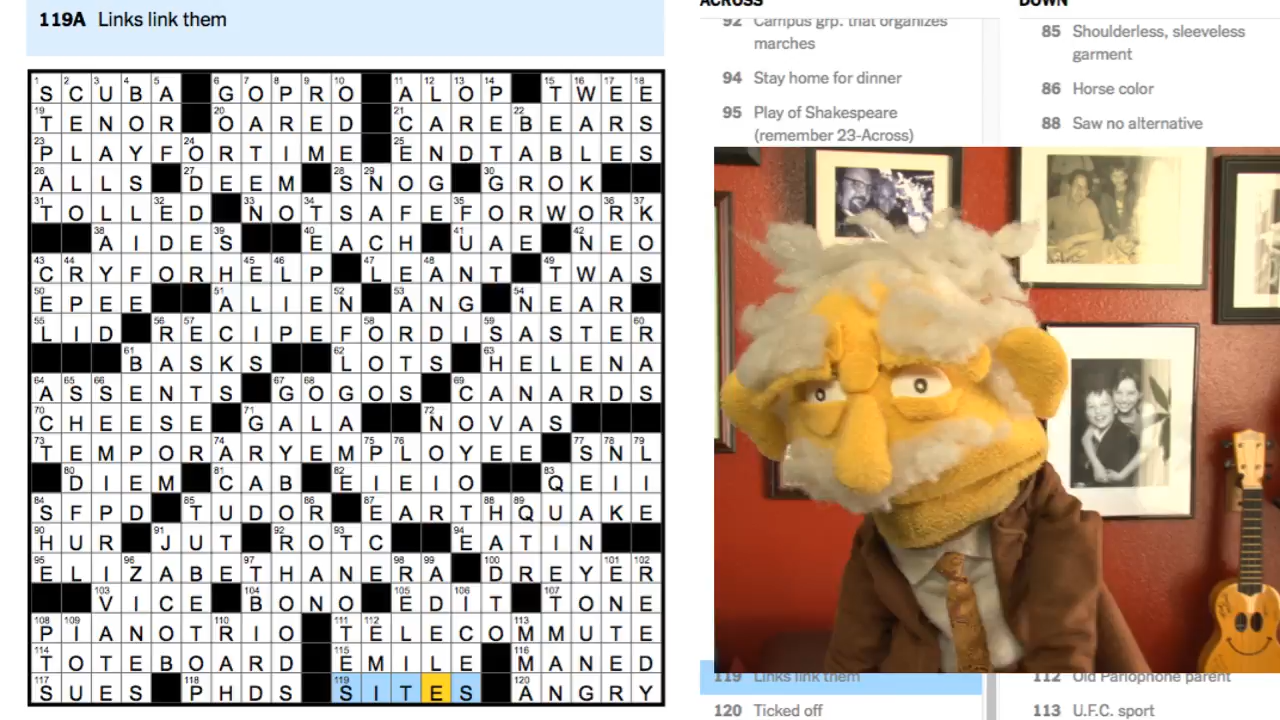 119A Links link them
ACROSS
92 Campus grp. that organizes
marches
94 Stay home for dinner
95 Play of Shakespeare
(remember 23-Across)
119 Links link them
120 Ticked off
DOWN
85 Shoulderless, sleeveless
garment
86 Horse color
88 Saw no alternative
112 Old Parlophone parent
113 U.F.C. sport
S C U B A G O P R O A L O P T W E E
T E N O R O A R E D C A R E B E A R S
P L A Y F O R T I M E E N D T A B L E S
A L L S D E E M S N O G G R O K
T O L L E D N O T S A F E F O R W O R K
A I D E S E A C H U A E N E O
C R Y F O R H E L P L E A N T T W A S
E P E E A L I E N A N G N E A R
L I D R E C I P E F O R D I S A S T E R
B A S K S L O T S H E L E N A
A S S E N T S G O G O S C A N A R D S
C H E E S E G A L A N O V A S
T E M P O R A R Y E M P L O Y E E S N L
D I E M C A B E I E I O Q E I I
S F P D T U D O R E A R T H Q U A K E
H U R J U T R O T C E A T I N
E L I Z A B E T H A N E R A D R E Y E R
V I C E B O N O E D I T T O N E
P I A N O T R I O T E L E C O M M U T E
T O T E B O A R D E M I L E M A N E D
S U E S P H D S S I T E S A N G R Y